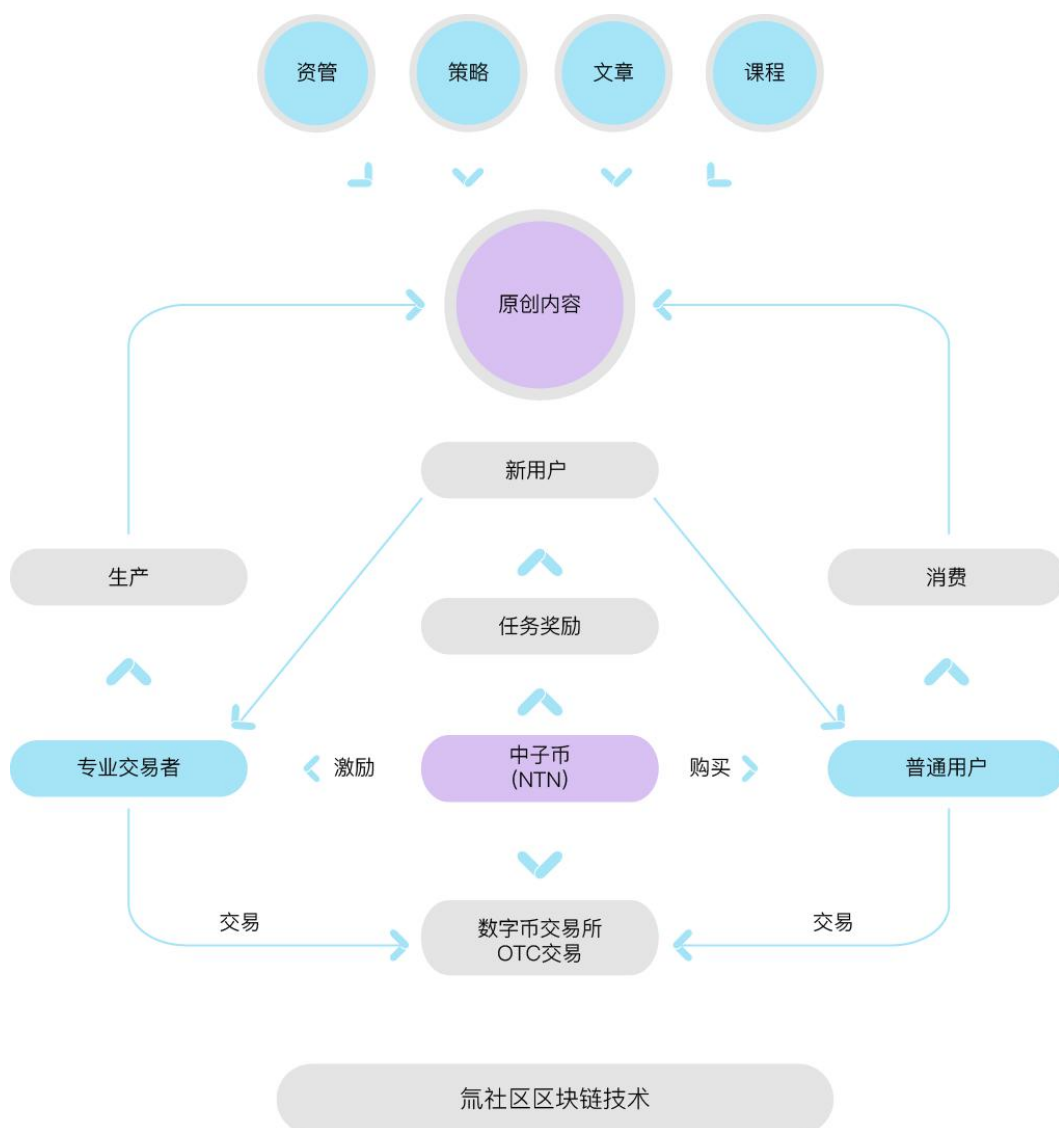 资管
策略
文章
课程
原创内容
新用户
生产
消费
任务奖励
专业交易者
激励
中子币
(NTN)
购买
普通用户
交易
数字币交易所
OTC交易
交易
氚社区区块链技术